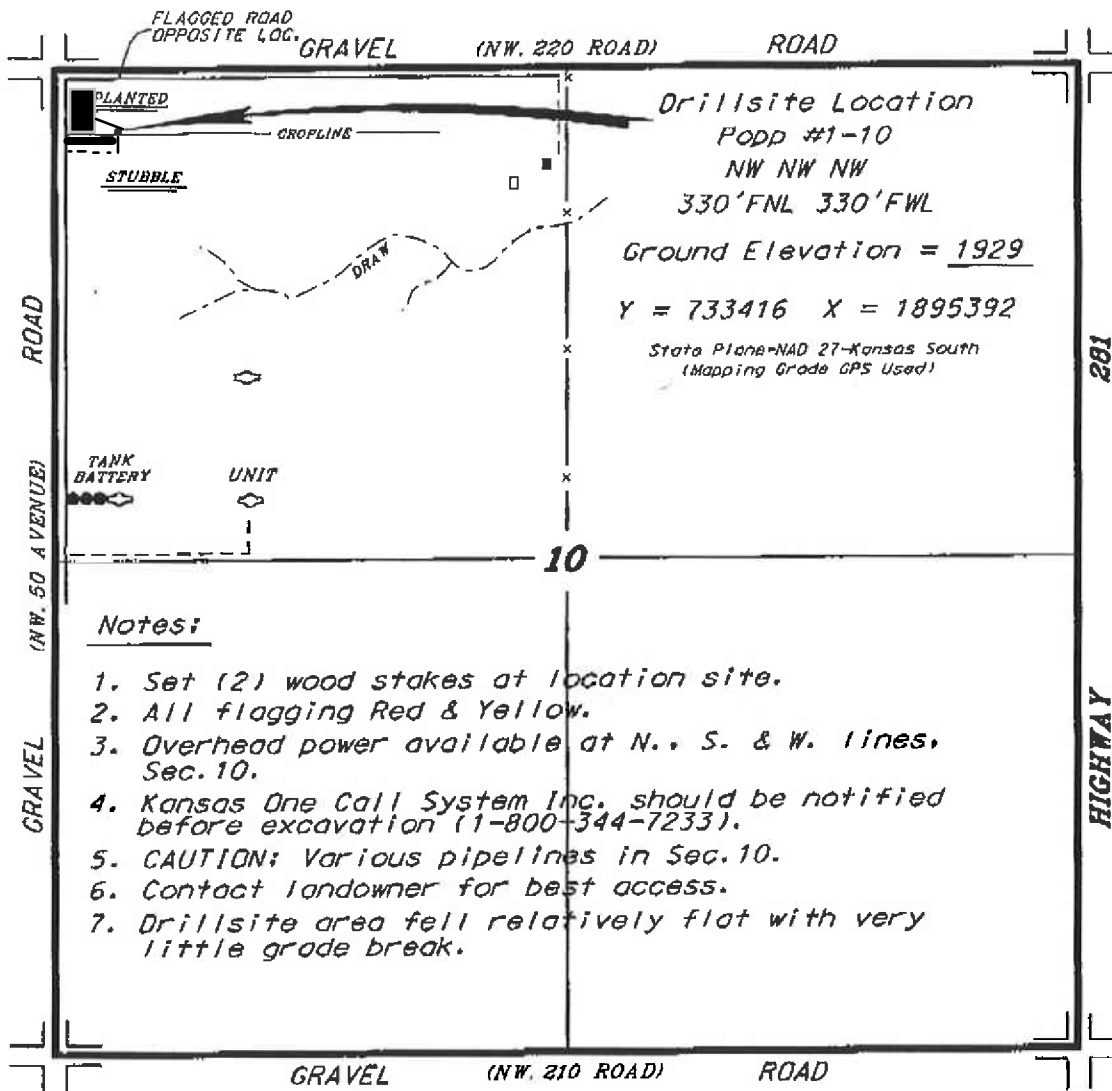 FLAGGED ROAD
OPPOSITE LOC.
GRAVEL (NW. 220 ROAD) ROAD
PLANTED
CROPLINE
STUBBLE
Drillsite Location
Popp #1-10
NW NW NW
330'FNL 330'FWL
Ground Elevation = 1929
Y = 733416 X = 1895392
State Plane-NAD 27-Kansas South
(Mapping Grade GPS Used)
DRAW
TANK
BATTERY
UNIT
10
GRAVEL (NW. 50 AVENUE) ROAD
HIGHWAY 281
Notes:
1. Set (2) wood stakes at location site.
2. All flagging Red & Yellow.
3. Overhead power available at N., S. & W. lines,
Sec. 10.
4. Kansas One Call System Inc. should be notified
before excavation (1-800-344-7233).
5. CAUTION: Various pipelines in Sec. 10.
6. Contact landowner for best access.
7. Drillsite area fell relatively flat with very
little grade break.
GRAVEL (NW. 210 ROAD) ROAD